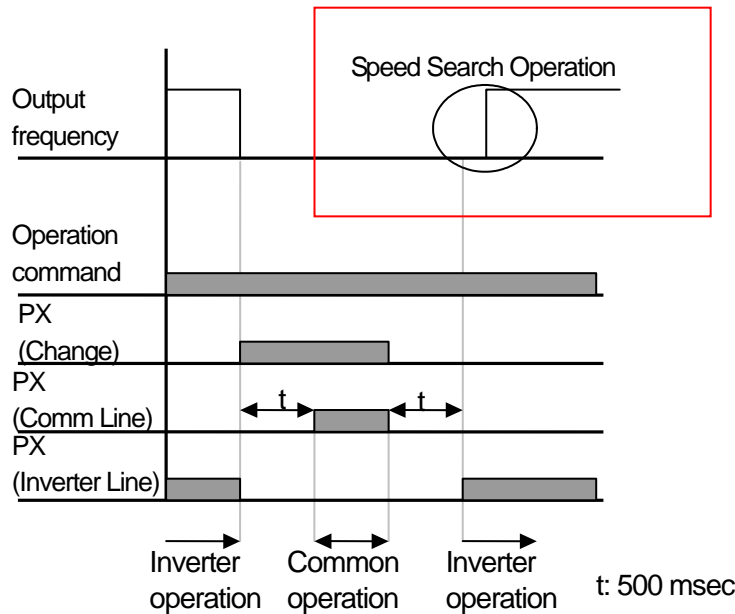 Speed Search Operation
Output
frequency
Operation
command
PX
(Change)
PX
t
t
(Comm Line)
PX
(Inverter Line)
Inverter
operation
Common
operation
Inverter
operation
t: 500 msec